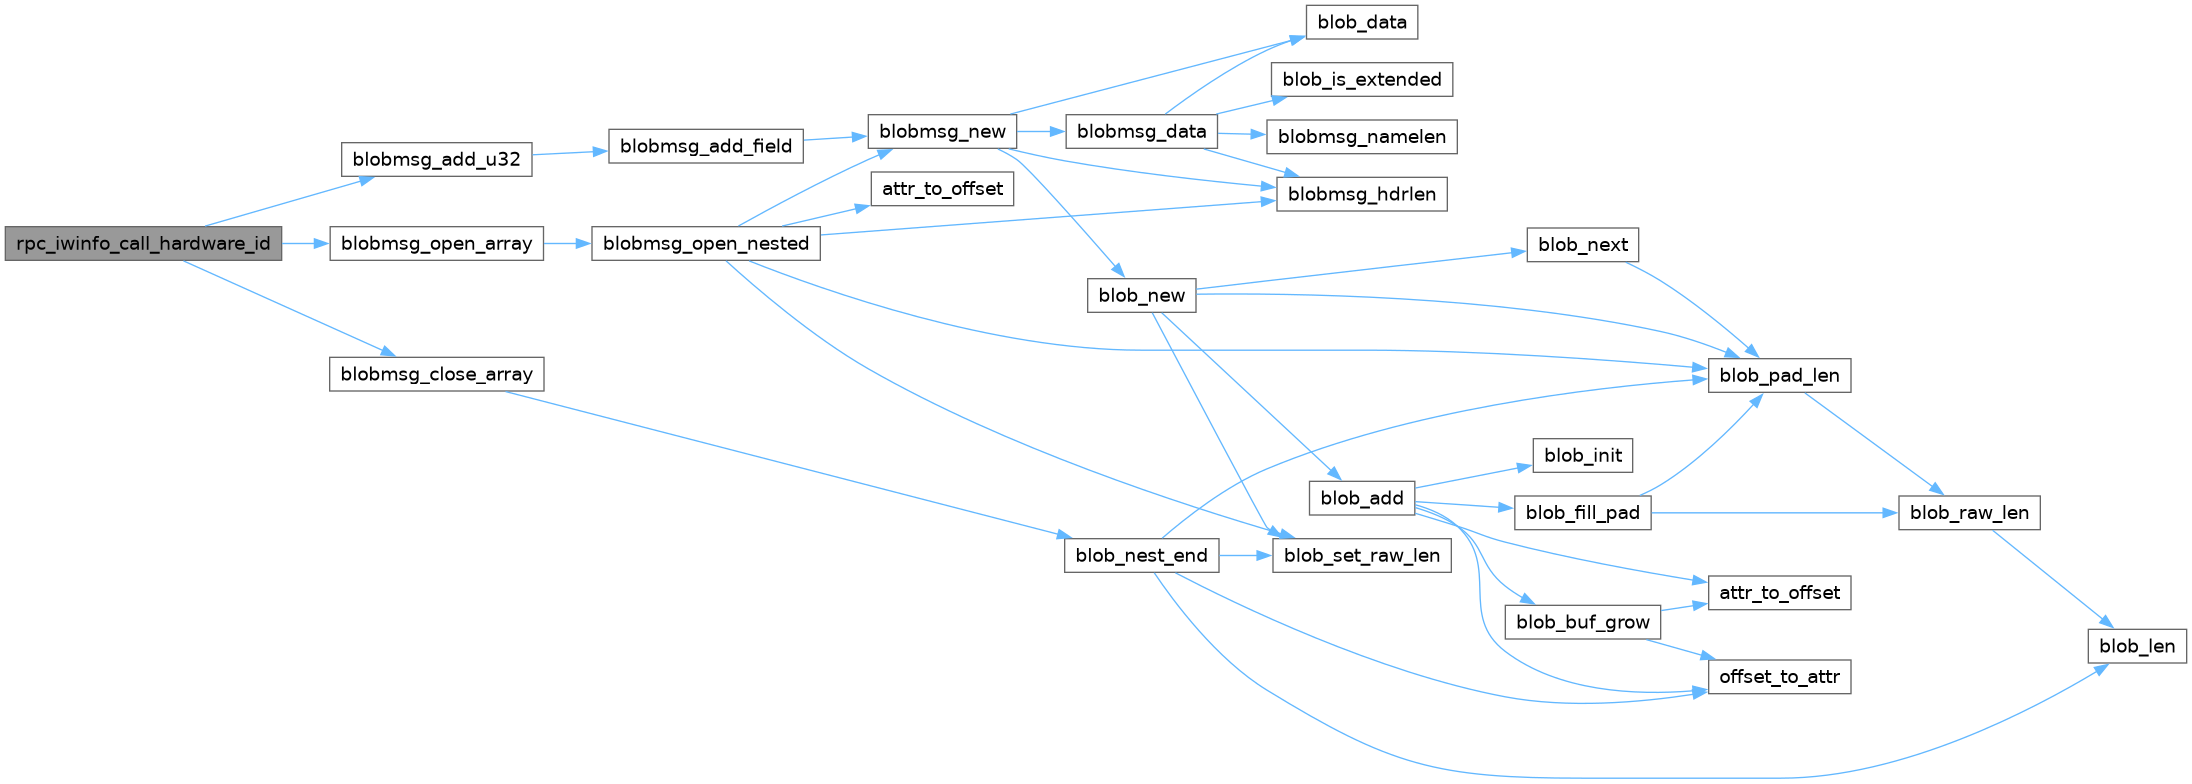 blob_data
blob_is_extended
blobmsg_new
blobmsg_data
blobmsg_namelen
blobmsg_add_field
blobmsg_add_u32
attr_to_offset
blobmsg_hdrlen
rpc_iwinfo_call_hardware_id
blobmsg_open_array
blobmsg_open_nested
blob_next
blob_new
blobmsg_close_array
blob_pad_len
blob_init
blob_add
blob_fill_pad
blob_raw_len
blob_nest_end
blob_set_raw_len
attr_to_offset
blob_buf_grow
blob_len
offset_to_attr